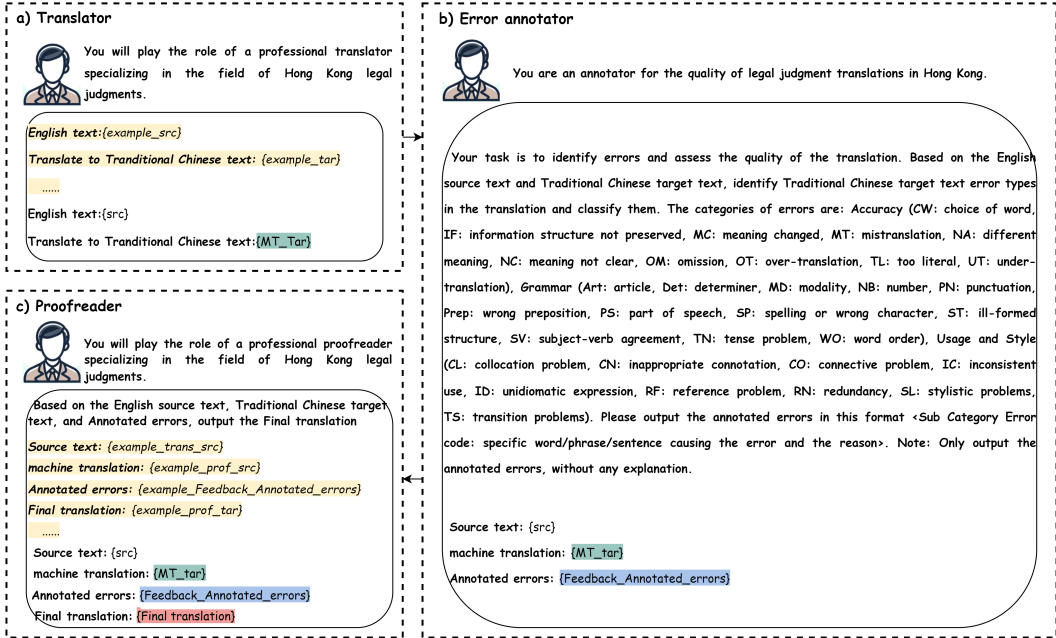 a) Translator
You will play the role of a professional translator
specializing in the field of Hong Kong legal
judgments.
English text:{example_src}
Translate to Tranditional Chinese text: {example_tar}
......
English text:{src}
Translate to Tranditional Chinese text:{MT_Tar}
b) Error annotator
You are an annotator for the quality of legal judgment translations in Hong Kong.
Your task is to identify errors and assess the quality of the translation. Based on the English
source text and Traditional Chinese target text, identify Traditional Chinese target text error types
in the translation and classify them. The categories of errors are: Accuracy (CW: choice of word,
IF: information structure not preserved, MC: meaning changed, MT: mistranslation, NA: different
meaning, NC: meaning not clear, OM: omission, OT: over-translation, TL: too literal, UT: under-
translation), Grammar (Art: article, Det: determiner, MD: modality, NB: number, PN: punctuation,
Prep: wrong preposition, PS: part of speech, SP: spelling or wrong character, ST: ill-formed
structure, SV: subject-verb agreement, TN: tense problem, WO: word order), Usage and Style
(CL: collocation problem, CN: inappropriate connotation, CO: connective problem, IC: inconsistent
use, ID: unidiomatic expression, RF: reference problem, RN: redundancy, SL: stylistic problems,
TS: transition problems). Please output the annotated errors in this format <Sub Category Error
code: specific word/phrase/sentence causing the error and the reason>. Note: Only output the
annotated errors, without any explanation.
Source text: {src}
machine translation: {MT_tar}
Annotated errors: {Feedback_Annotated_errors}
c) Proofreader
You will play the role of a professional proofreader
specializing in the field of Hong Kong legal
judgments.
Based on the English source text, Traditional Chinese target
text, and Annotated errors, output the Final translation
Source text: {example_trans_src}
machine translation: {example_prof_src}
Annotated errors: {example_Feedback_Annotated_errors}
Final translation: {example_prof_tar}
......
Source text: {src}
machine translation: {MT_tar}
Annotated errors: {Feedback_Annotated_errors}
Final translation: {Final translation}